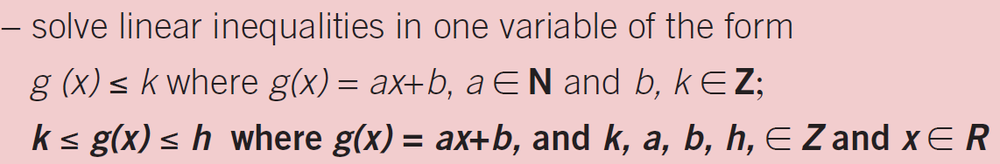 – solve linear inequalities in one variable of the form
g (x) ≤ k where g(x) = ax+b, a ∈ N and b, k ∈ Z;
k ≤ g(x) ≤ h where g(x) = ax+b, and k, a, b, h, ∈ Z and x ∈ R